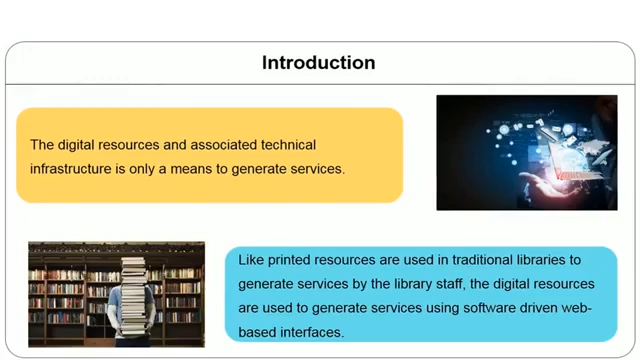 Introduction
The digital resources and associated technical
infrastructure is only a means to generate services.
Like printed resources are used in traditional libraries to
generate services by the library staff, the digital resources
are used to generate services using software driven web-
based interfaces.